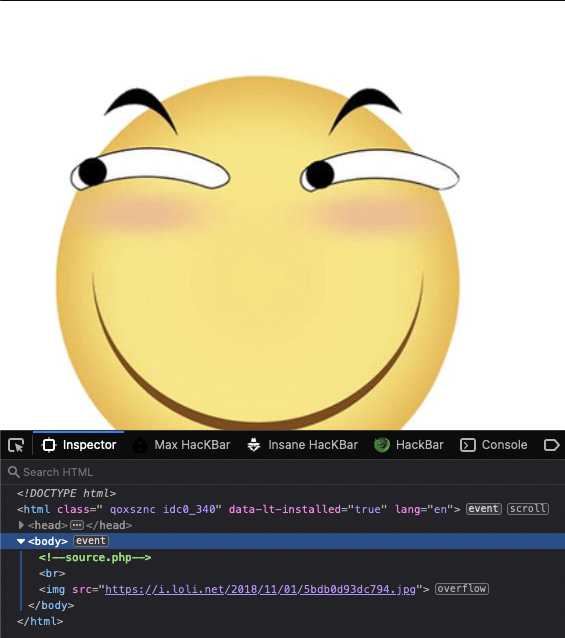 Inspector Max HacKBar Insane HacKBar HackBar Console
Search HTML
<!DOCTYPE html>
<html class=" qoxsznc idc0_340" data-lt-installed="true" lang="en"> event scroll
<head>···</head>
<body> event
<!--source.php-->
<br>
<img src="https://i.loli.net/2018/11/01/5bdb0d93dc794.jpg"> overflow
</body>
</html>